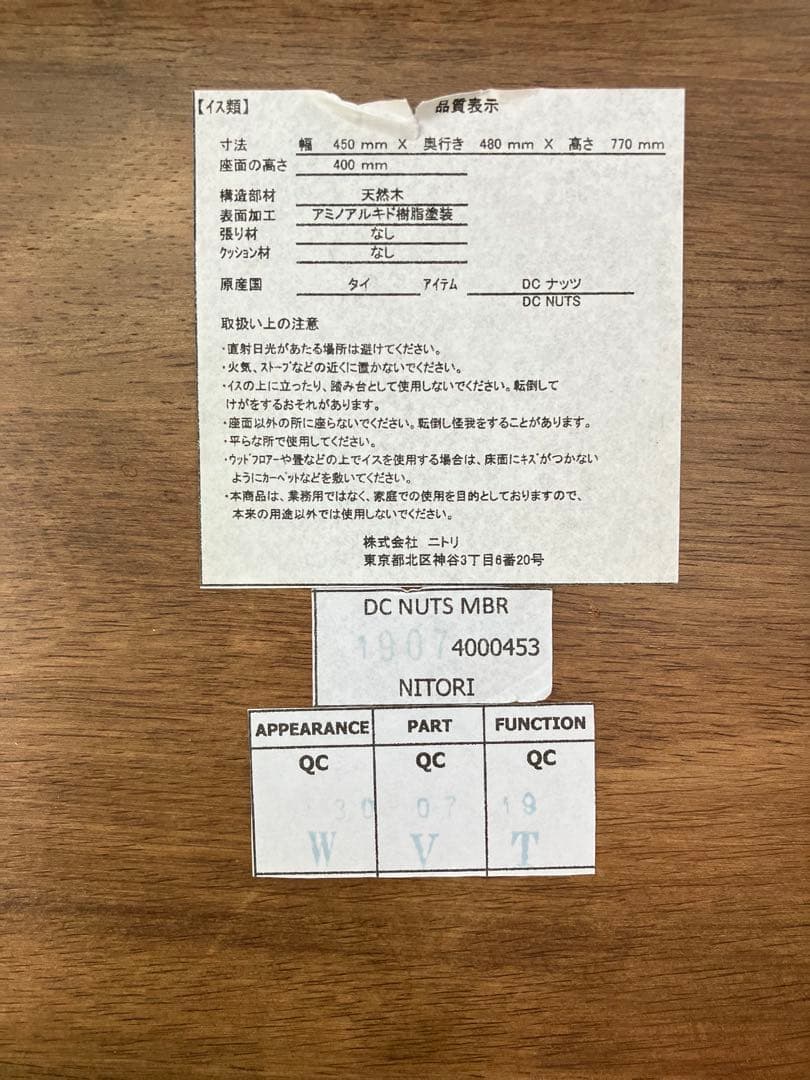 【イス類】 品質表示
寸法 幅 450 mm X 奥行き 480 mm X 高さ 770 mm
座面の高さ 400 mm
構造部材 天然木
表面加工 アミノアルキド樹脂塗装
張り材 なし
クッション材 なし
原産国 タイ アイテム DC ナッツ
DC NUTS
取扱い上の注意
・直射日光があたる場所は避けてください。
・火気、ストーブなどの近くに置かないでください。
・イスの上に立ったり、踏み台として使用しないでください。転倒して
けがをするおそれがあります。
・座面以外の所に座らないでください。転倒し怪我をすることがあります。
・平らな所で使用してください。
・ウッドフロアーや畳などの上でイスを使用する場合は、床面にキズがつかない
ようにカーペットなどを敷いてください。
・本商品は、業務用ではなく、家庭での使用を目的としておりますので、
本来の用途以外では使用しないでください。
株式会社 ニトリ
東京都北区神谷3丁目6番20号
DC NUTS MBR
1907 4000453
NITORI
APPEARANCE PART FUNCTION
QC QC QC
30 07 19
W V T